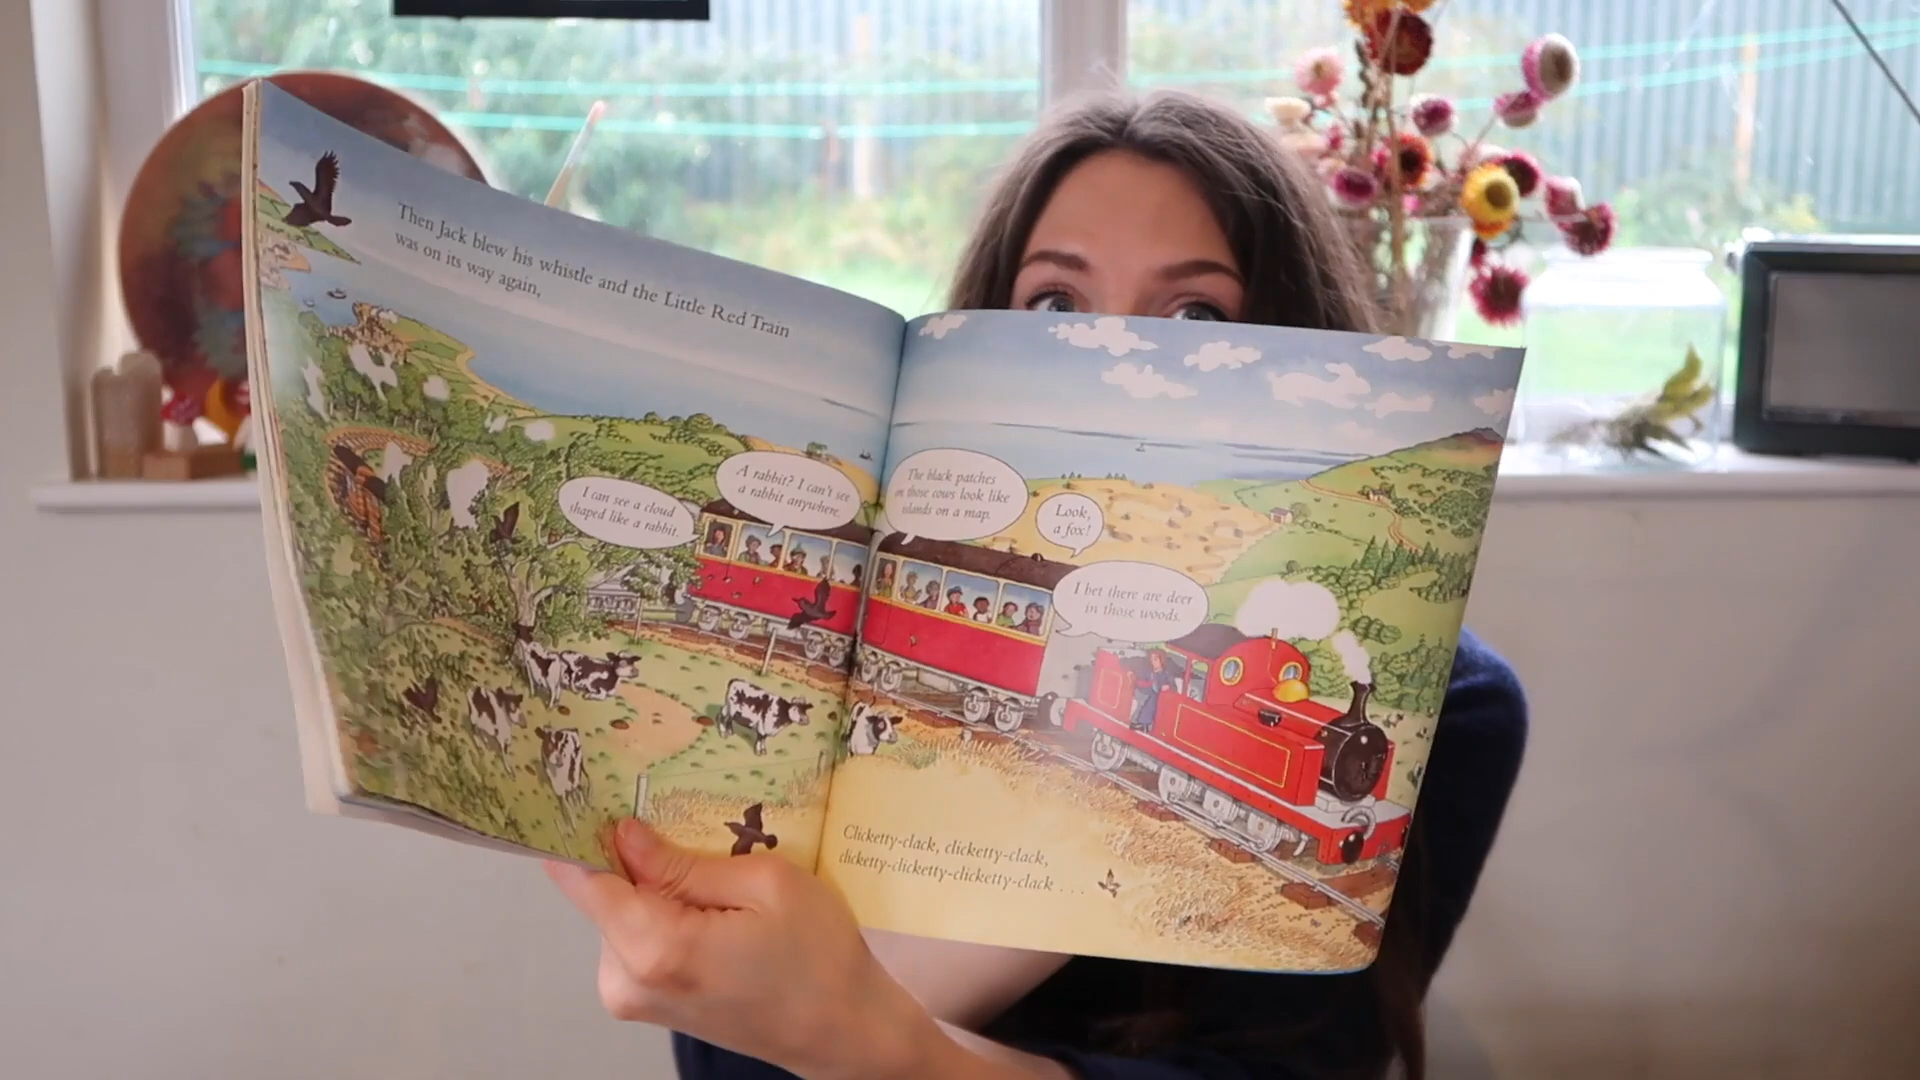 Then Jack blew his whistle and the Little Red Train
was on its way again,
I can see a cloud
shaped like a rabbit.
A rabbit? I can't see
a rabbit anywhere.
The black patches
on those cows look like
islands on a map.
Look,
a fox!
I bet there are deer
in those woods.
Clicketty-clack, clicketty-clack,
clicketty-clicketty-clicketty-clack . . .